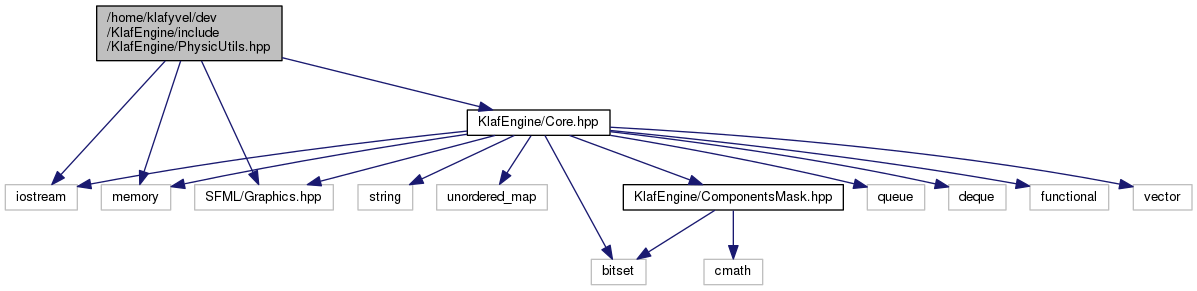 /home/klafyvel/dev
/KlafEngine/include
/KlafEngine/PhysicUtils.hpp
KlafEngine/Core.hpp
iostream
memory
SFML/Graphics.hpp
string
unordered_map
KlafEngine/ComponentsMask.hpp
queue
deque
functional
vector
bitset
cmath